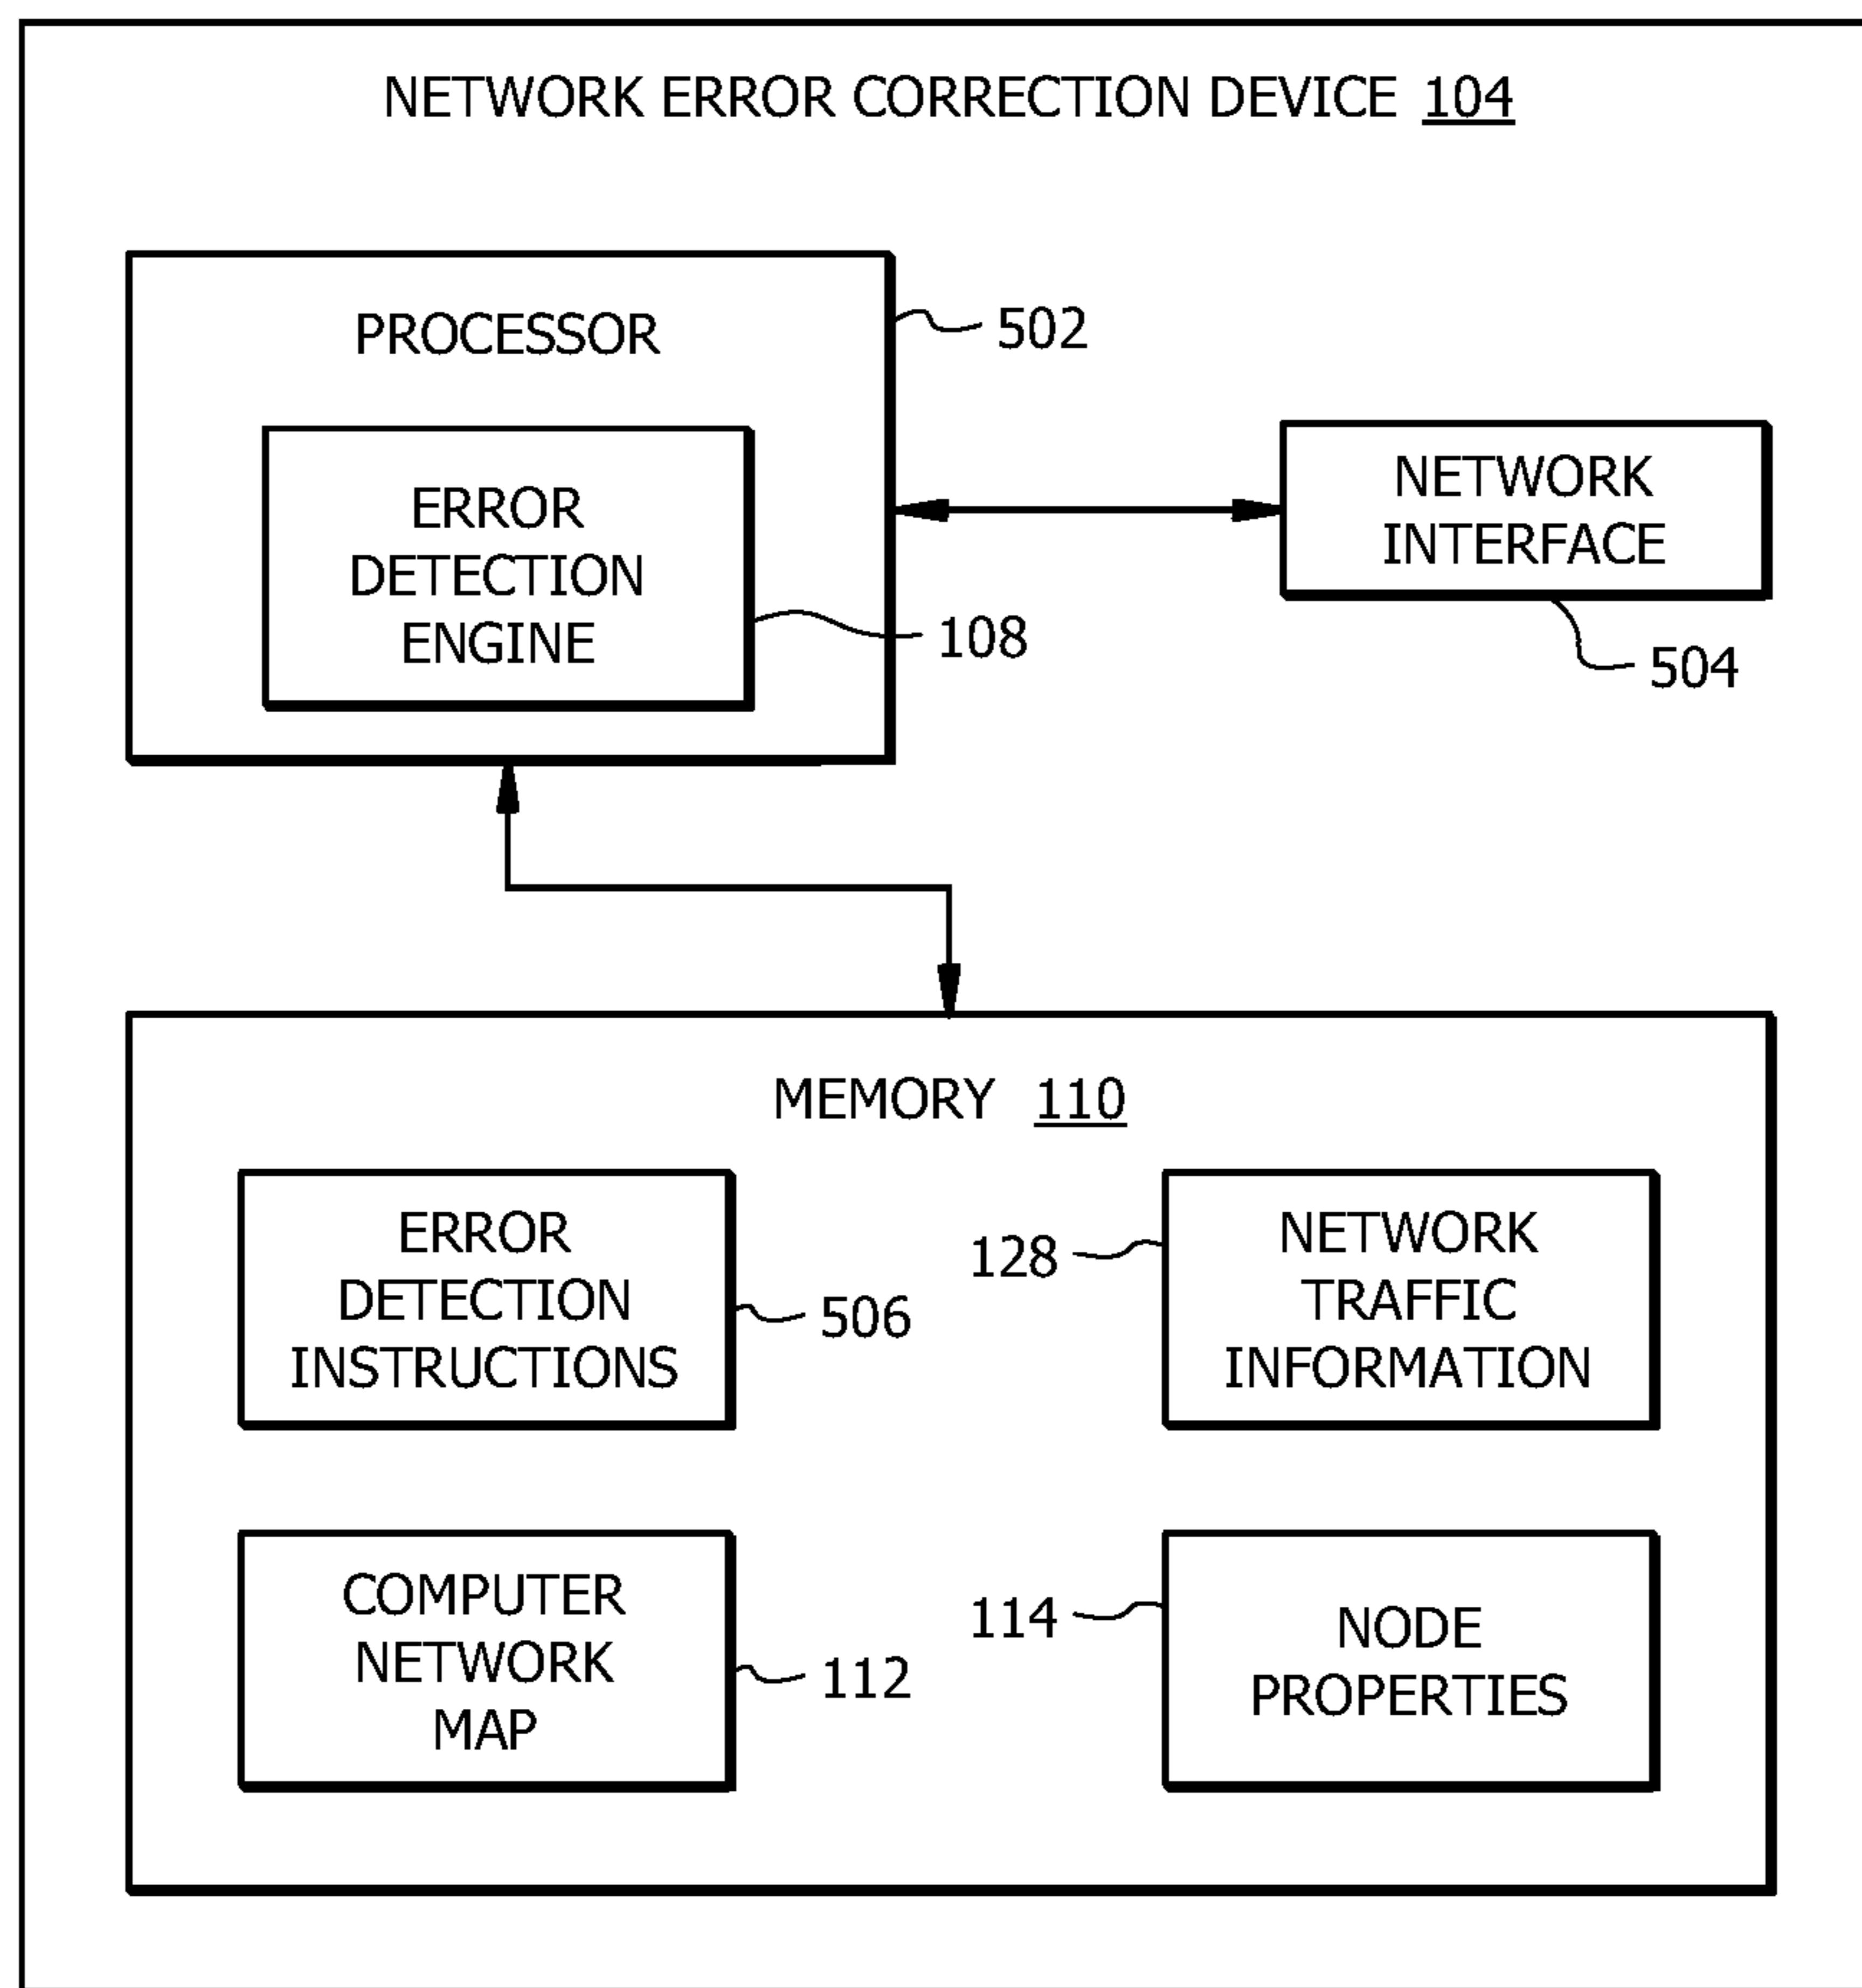 NETWORK ERROR CORRECTION DEVICE 104
PROCESSOR
502
ERROR
DETECTION
ENGINE
108
NETWORK
INTERFACE
504
MEMORY 110
ERROR
DETECTION
INSTRUCTIONS
506
128
NETWORK
TRAFFIC
INFORMATION
COMPUTER
NETWORK
MAP
112
114
NODE
PROPERTIES